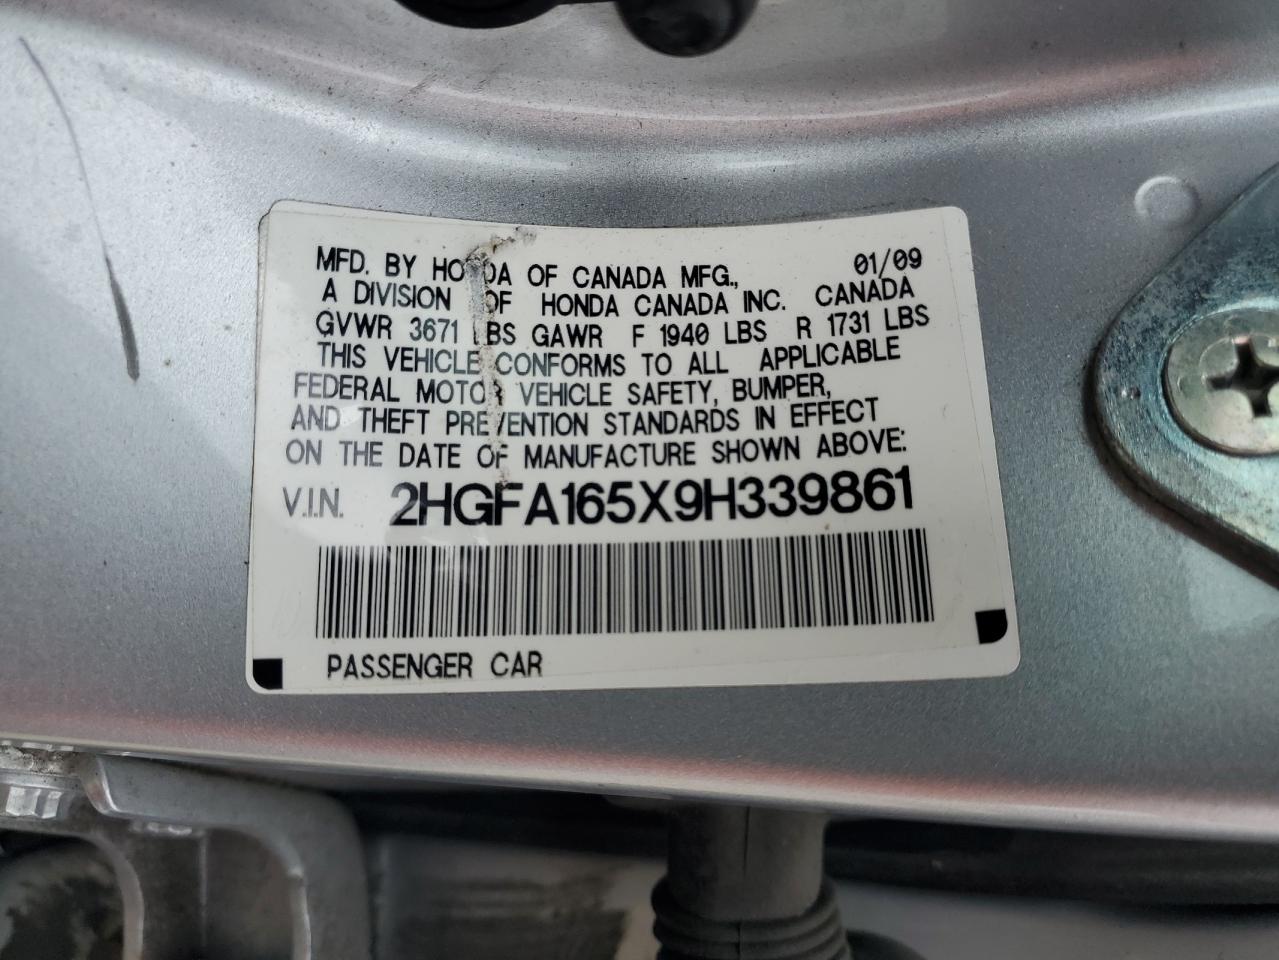 MFD. BY HONDA OF CANADA MFG., 01/09
A DIVISION OF HONDA CANADA INC. CANADA
GVWR 3671 LBS GAWR F 1940 LBS R 1731 LBS
THIS VEHICLE CONFORMS TO ALL APPLICABLE
FEDERAL MOTOR VEHICLE SAFETY, BUMPER,
AND THEFT PREVENTION STANDARDS IN EFFECT
ON THE DATE OF MANUFACTURE SHOWN ABOVE:
V.I.N. 2HGFA165X9H339861
PASSENGER CAR